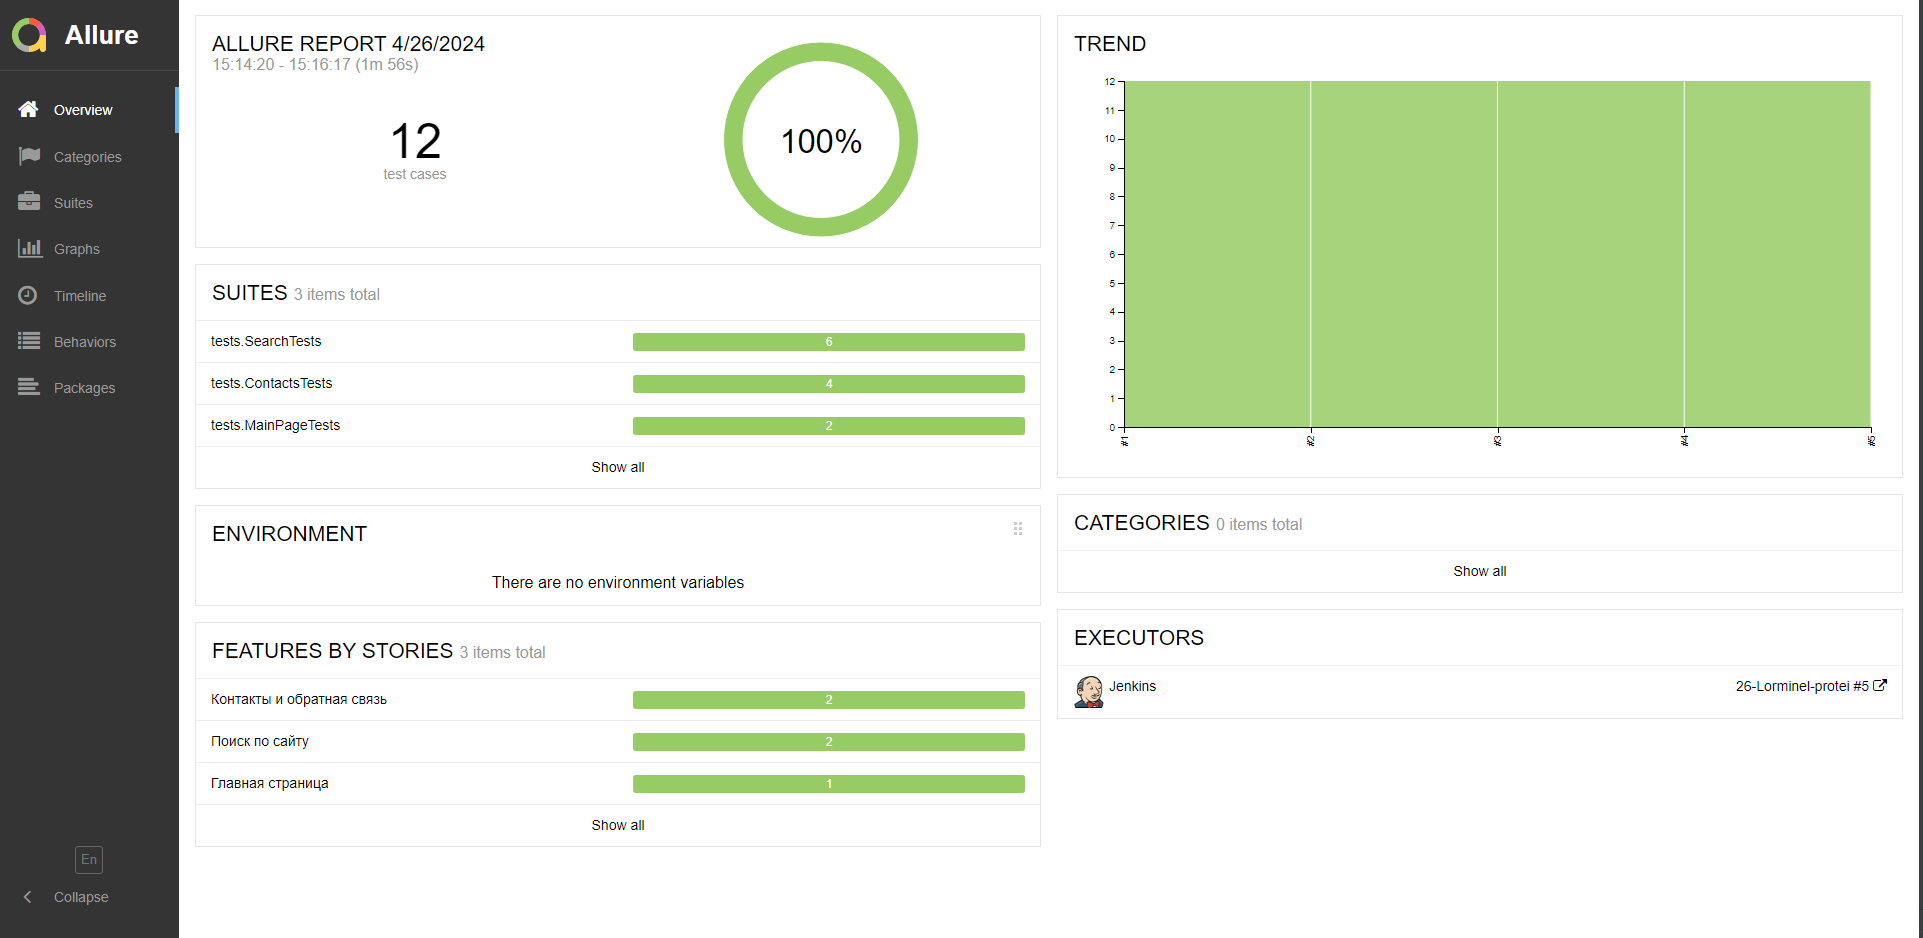 Allure
Overview
Categories
Suites
Graphs
Timeline
Behaviors
Packages
En
Collapse
ALLURE REPORT 4/26/2024
15:14:20 - 15:16:17 (1m 56s)
12
test cases
100%
SUITES 3 items total
tests.SearchTests 6
tests.ContactsTests 4
tests.MainPageTests 2
Show all
ENVIRONMENT
There are no environment variables
FEATURES BY STORIES 3 items total
Контакты и обратная связь 2
Поиск по сайту 2
Главная страница 1
Show all
TREND
12
11
10
9
8
7
6
5
4
3
2
1
0
#1 #2 #3 #4 #5
CATEGORIES 0 items total
Show all
EXECUTORS
Jenkins 26-Lorminel-protei #5